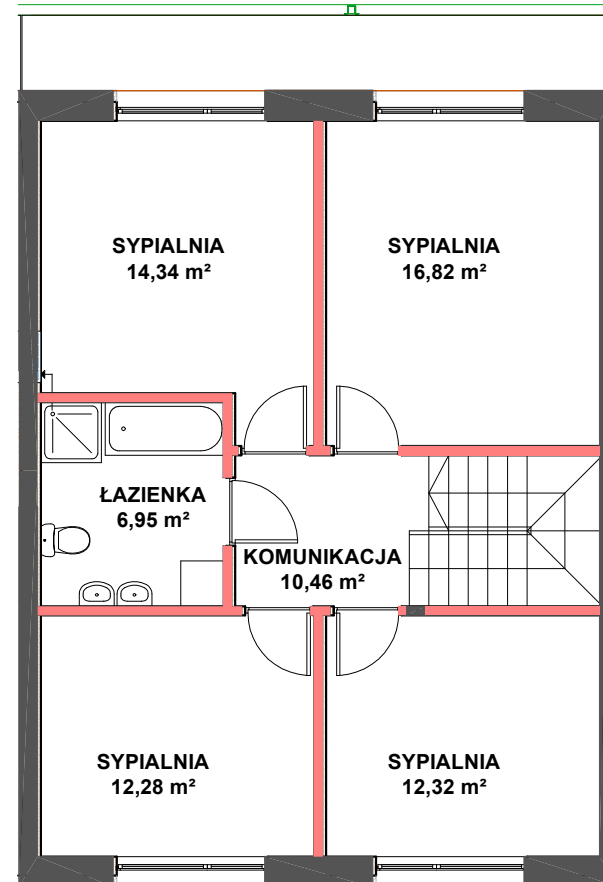 SYPIALNIA
14,34 m²
SYPIALNIA
16,82 m²
ŁAZIENKA
6,95 m²
KOMUNIKACJA
10,46 m²
SYPIALNIA
12,28 m²
SYPIALNIA
12,32 m²